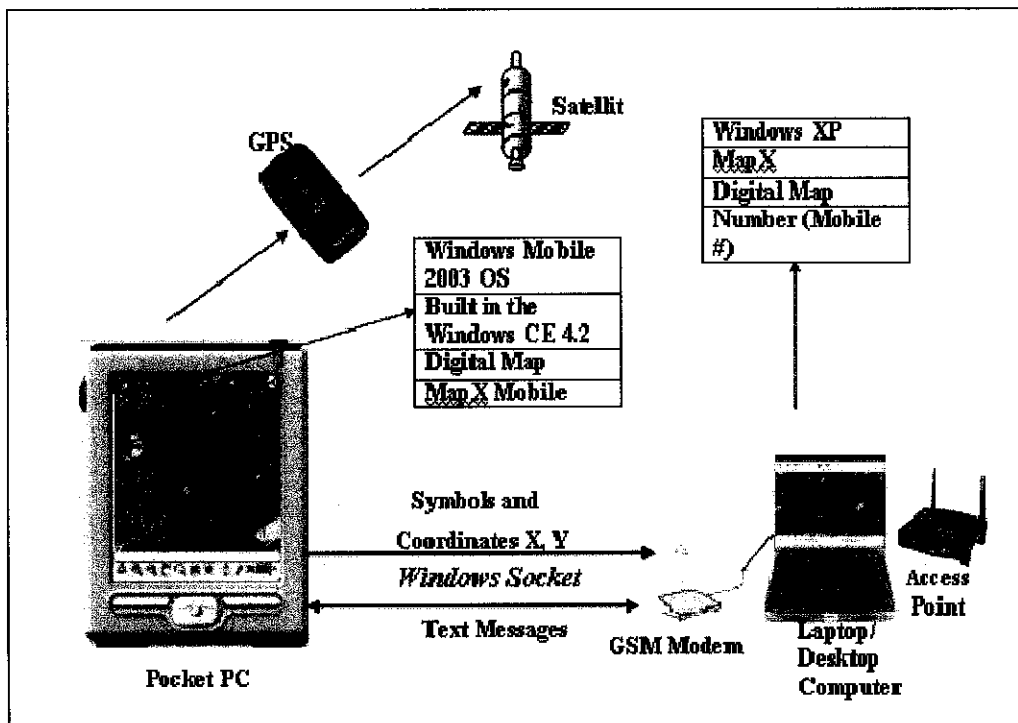 Satellit
GPS
Windows XP
MapX
Digital Map
Number (Mobile
#)
Windows Mobile
2003 OS
Built in the
Windows CE 4.2
Digital Map
MapX Mobile
Symbols and
Coordinates X, Y
Windows Socket
Text Messages
Pocket PC
GSM Modem
Access
Point
Laptop/
Desktop
Computer